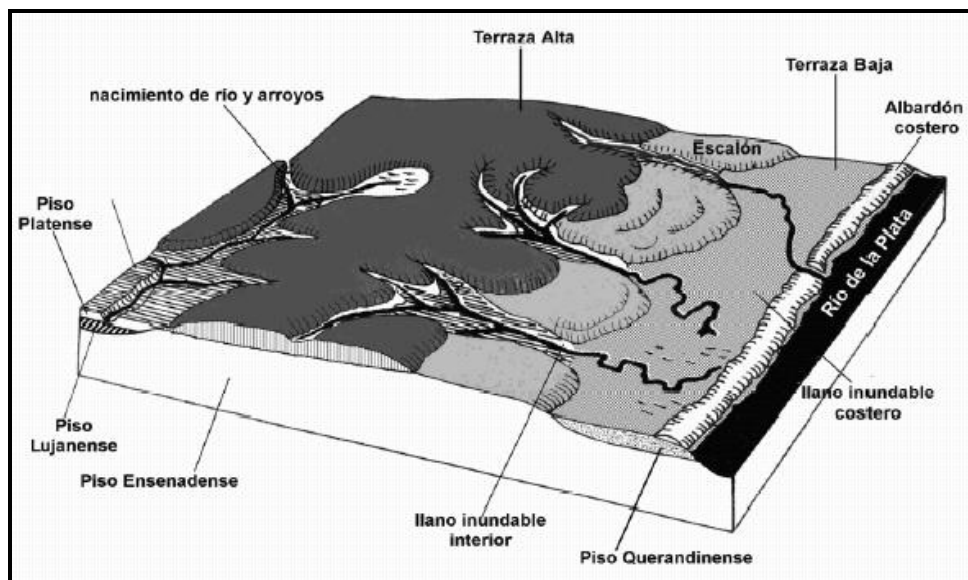 Terraza Alta
Terraza Baja
nacimiento de río y arroyos
Albardón
costero
Escalón
Piso
Platense
Río de la Plata
llano inundable
costero
Piso
Lujanense
Piso Ensenadense
llano inundable
interior
Piso Querandinense